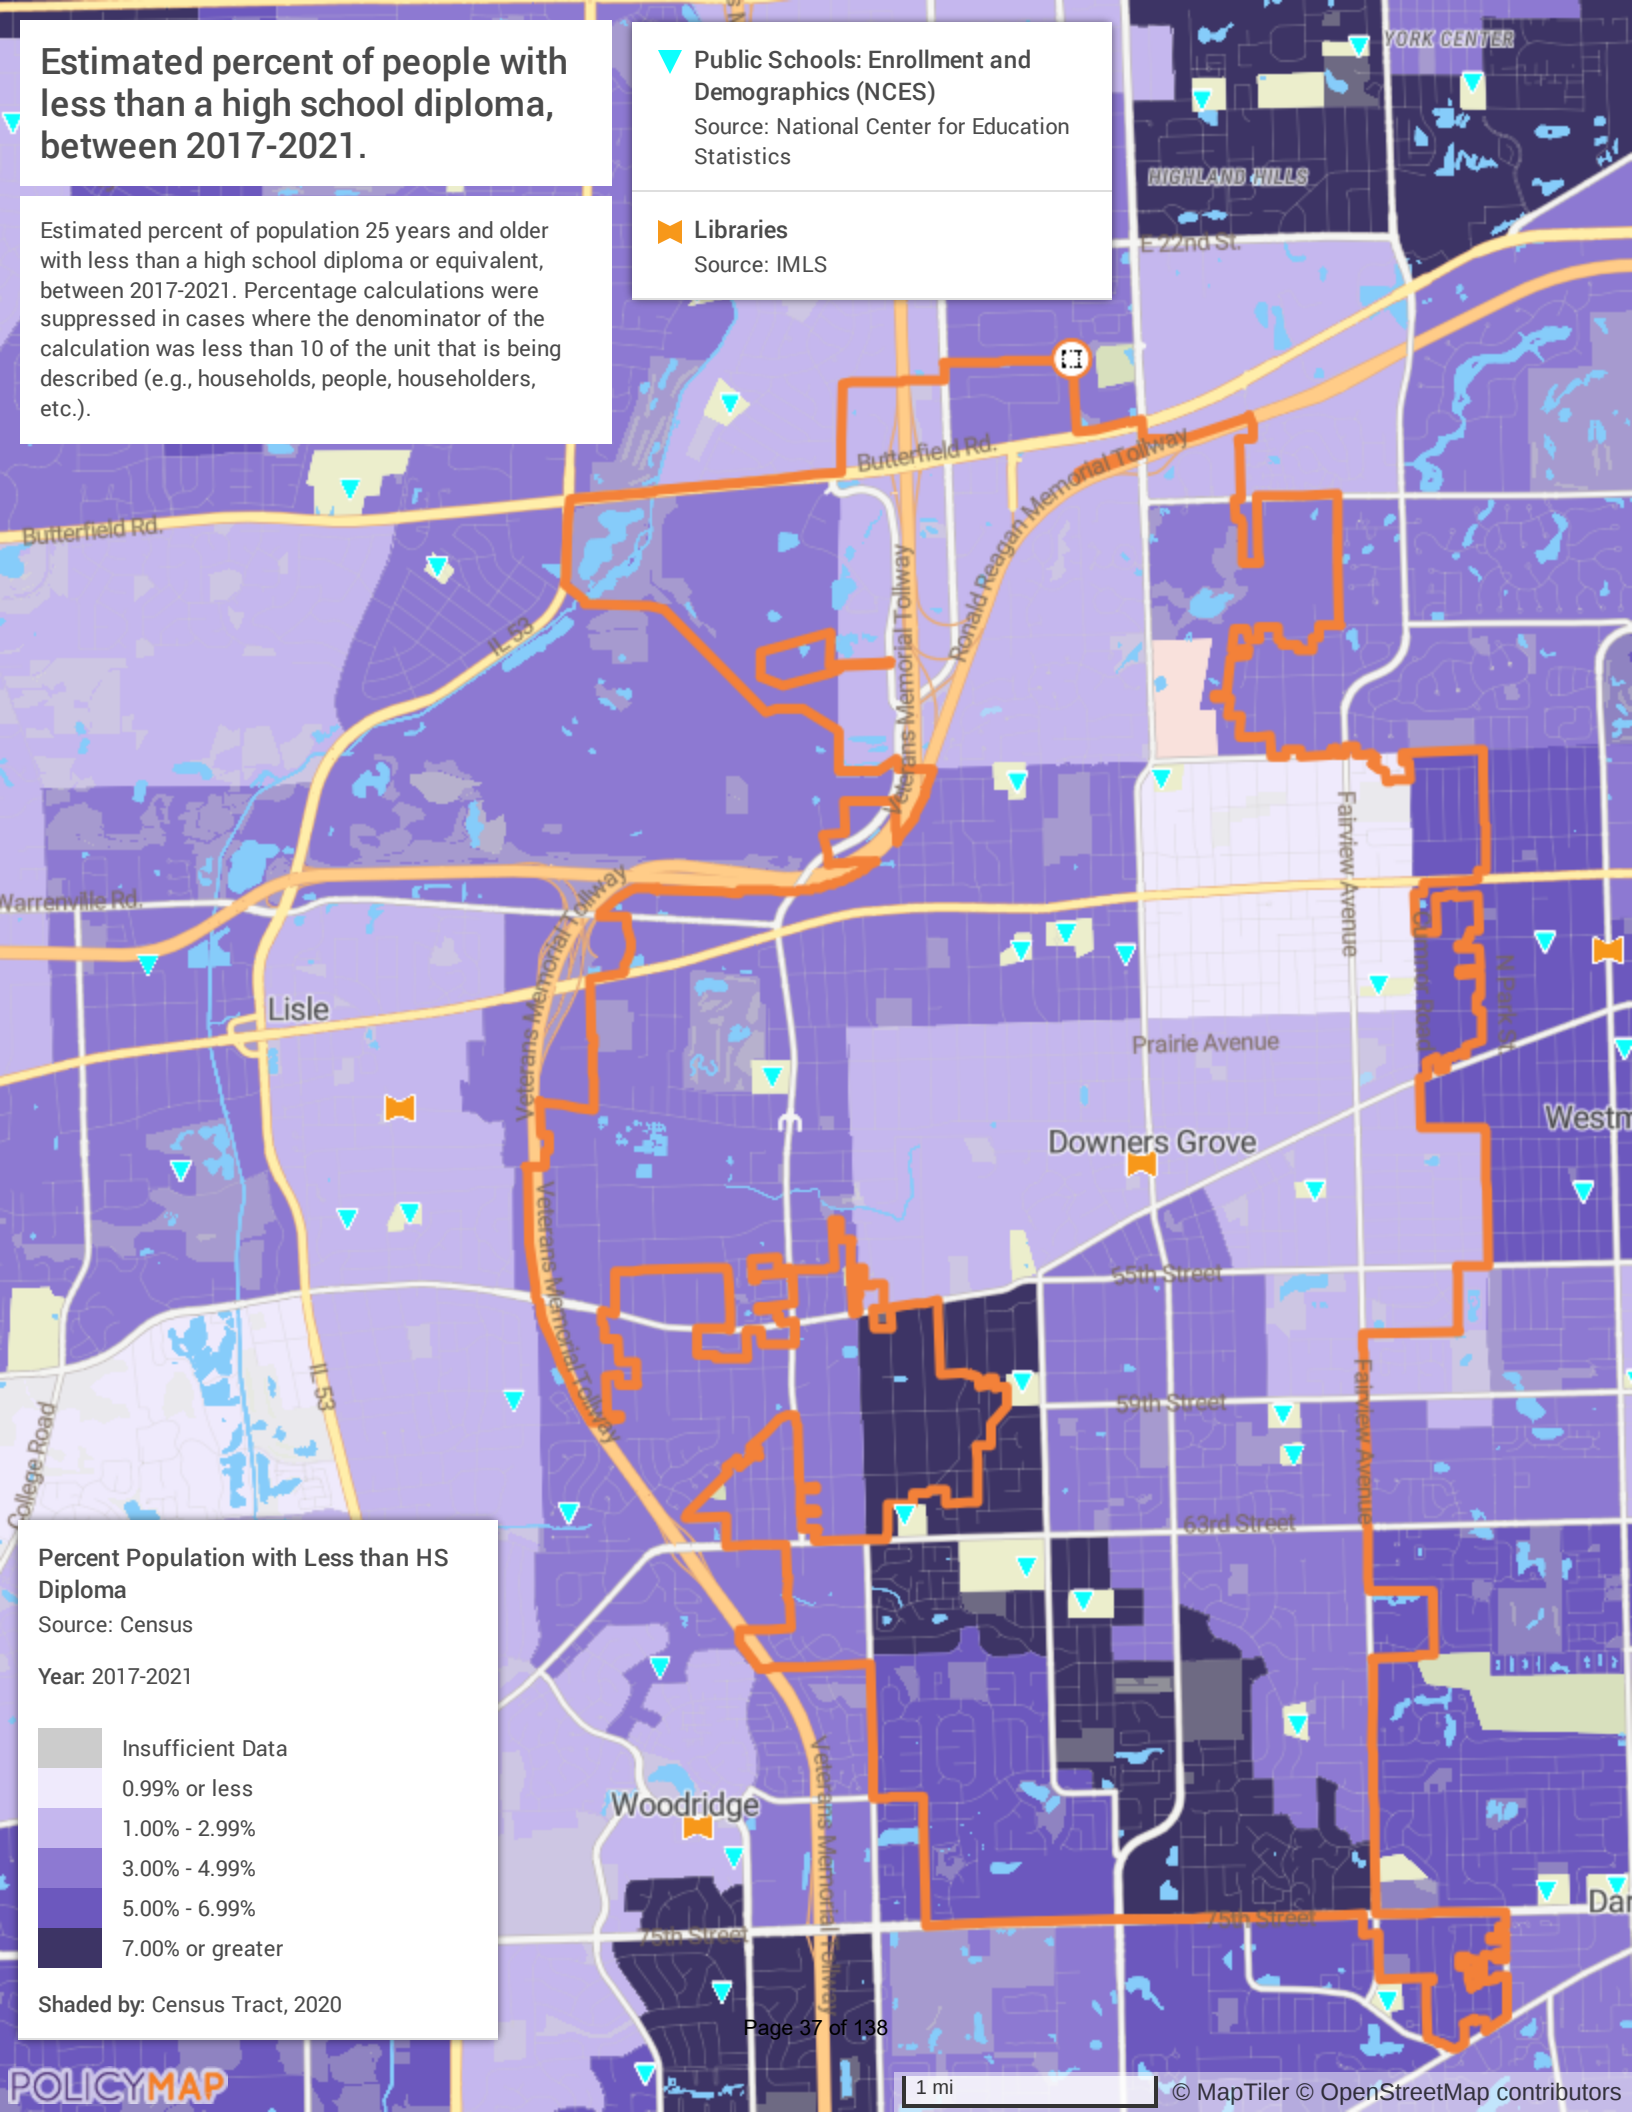 Estimated percent of people with
less than a high school diploma,
between 2017-2021.
Estimated percent of population 25 years and older
with less than a high school diploma or equivalent,
between 2017-2021. Percentage calculations were
suppressed in cases where the denominator of the
calculation was less than 10 of the unit that is being
described (e.g., households, people, householders,
etc.).
Public Schools: Enrollment and
Demographics (NCES)
Source: National Center for Education
Statistics
Libraries
Source: IMLS
YORK CENTER
HIGHLAND HILLS
E 22nd St.
Butterfield Rd.
Ronald Reagan Memorial Tollway
Butterfield Rd.
IL 53
Veterans Memorial Tollway
Warrenville Rd.
Veterans Memorial Tollway
Fairview Avenue
Lisle
Prairie Avenue
Downers Grove
Westm
55th Street
Veterans Memorial Tollway
IL 53
College Road
59th Street
Fairview Avenue
63rd Street
Percent Population with Less than HS
Diploma
Source: Census
Year: 2017-2021
Insufficient Data
0.99% or less
1.00% - 2.99%
3.00% - 4.99%
5.00% - 6.99%
7.00% or greater
Shaded by: Census Tract, 2020
Woodridge
Veterans Memorial Tollway
Dar
75th Street
75th Street
Page 37 of 138
POLICYMAP
1 mi
© MapTiler © OpenStreetMap contributors